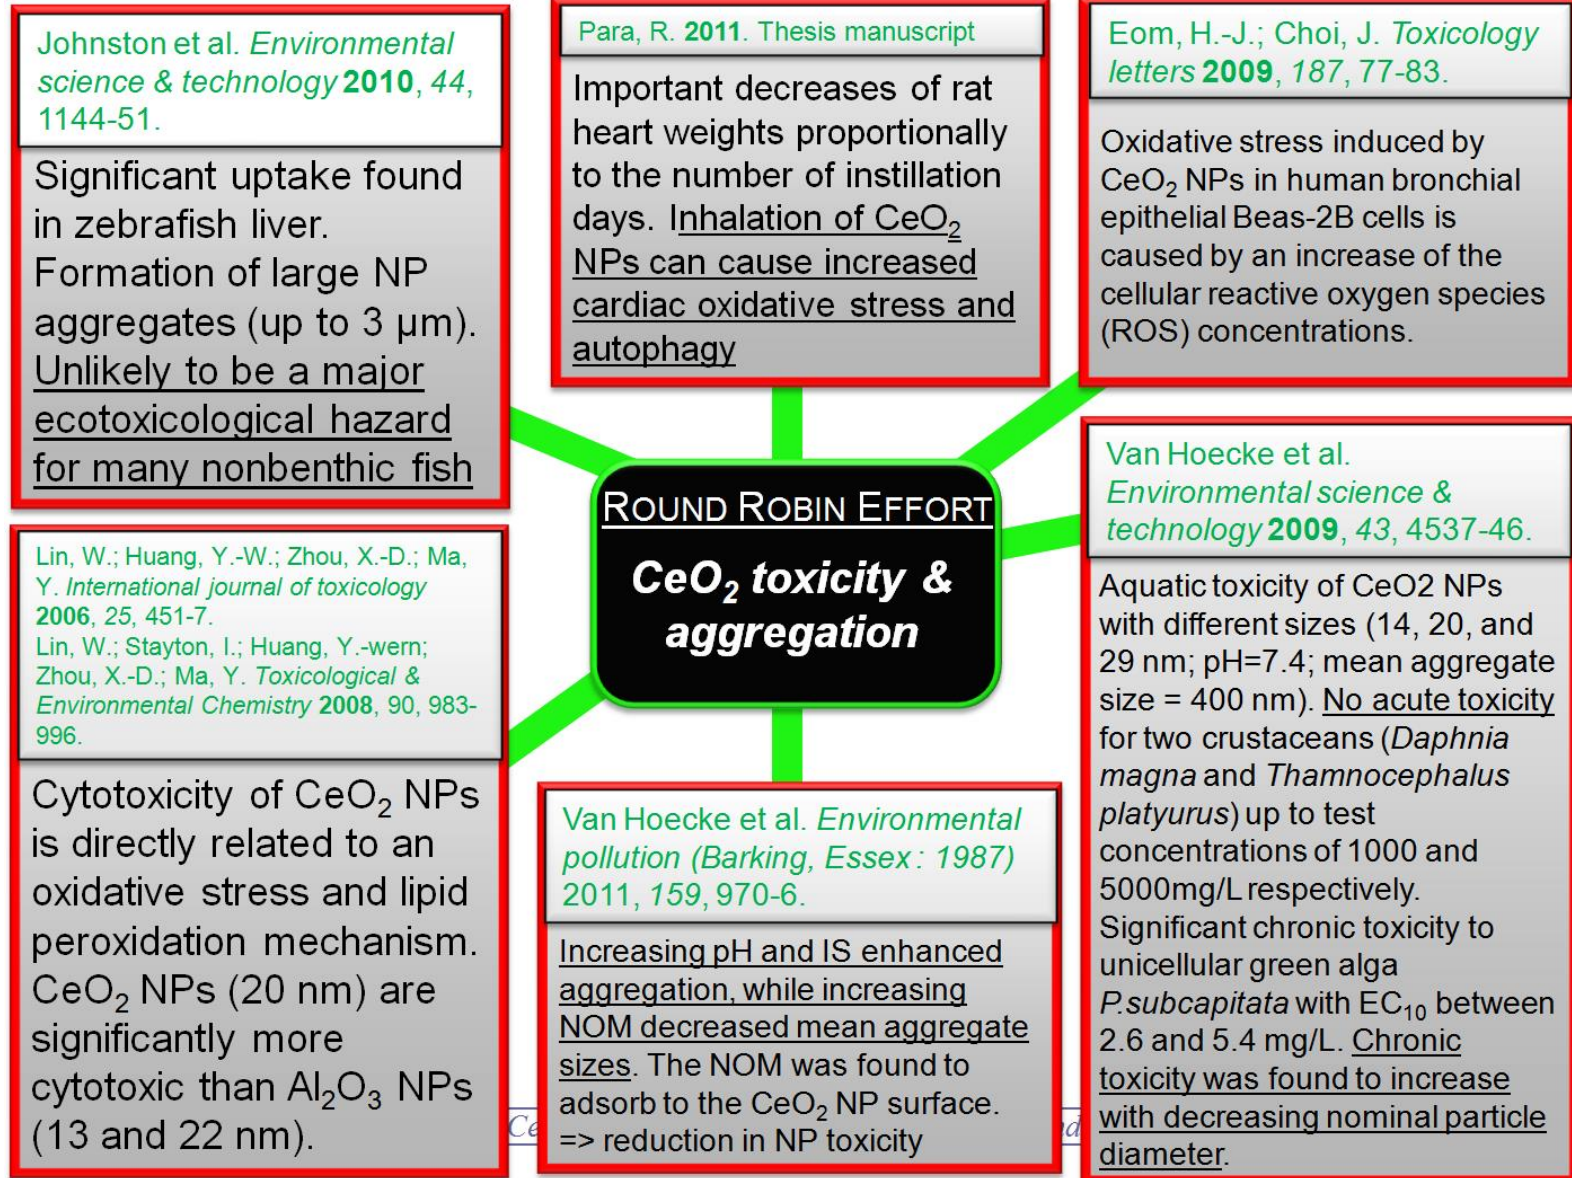 Johnston et al. Environmental
science & technology 2010, 44,
1144-51.
Significant uptake found
in zebrafish liver.
Formation of large NP
aggregates (up to 3 µm).
Unlikely to be a major
ecotoxicological hazard
for many nonbenthic fish
Para, R. 2011. Thesis manuscript
Important decreases of rat
heart weights proportionally
to the number of instillation
days. Inhalation of CeO₂
NPs can cause increased
cardiac oxidative stress and
autophagy
Eom, H.-J.; Choi, J. Toxicology
letters 2009, 187, 77-83.
Oxidative stress induced by
CeO₂ NPs in human bronchial
epithelial Beas-2B cells is
caused by an increase of the
cellular reactive oxygen species
(ROS) concentrations.
ROUND ROBIN EFFORT
CeO₂ toxicity &
aggregation
Lin, W.; Huang, Y.-W.; Zhou, X.-D.; Ma,
Y. International journal of toxicology
2006, 25, 451-7.
Lin, W.; Stayton, I.; Huang, Y.-wern;
Zhou, X.-D.; Ma, Y. Toxicological &
Environmental Chemistry 2008, 90, 983-
996.
Cytotoxicity of CeO₂ NPs
is directly related to an
oxidative stress and lipid
peroxidation mechanism.
CeO₂ NPs (20 nm) are
significantly more
cytotoxic than Al₂O₃ NPs
(13 and 22 nm).
Van Hoecke et al. Environmental
pollution (Barking, Essex : 1987)
2011, 159, 970-6.
Increasing pH and IS enhanced
aggregation, while increasing
NOM decreased mean aggregate
sizes. The NOM was found to
adsorb to the CeO₂ NP surface.
=> reduction in NP toxicity
Van Hoecke et al.
Environmental science &
technology 2009, 43, 4537-46.
Aquatic toxicity of CeO2 NPs
with different sizes (14, 20, and
29 nm; pH=7.4; mean aggregate
size = 400 nm). No acute toxicity
for two crustaceans (Daphnia
magna and Thamnocephalus
platyurus) up to test
concentrations of 1000 and
5000mg/L respectively.
Significant chronic toxicity to
unicellular green alga
P.subcapitata with EC₁₀ between
2.6 and 5.4 mg/L. Chronic
toxicity was found to increase
with decreasing nominal particle
diameter.